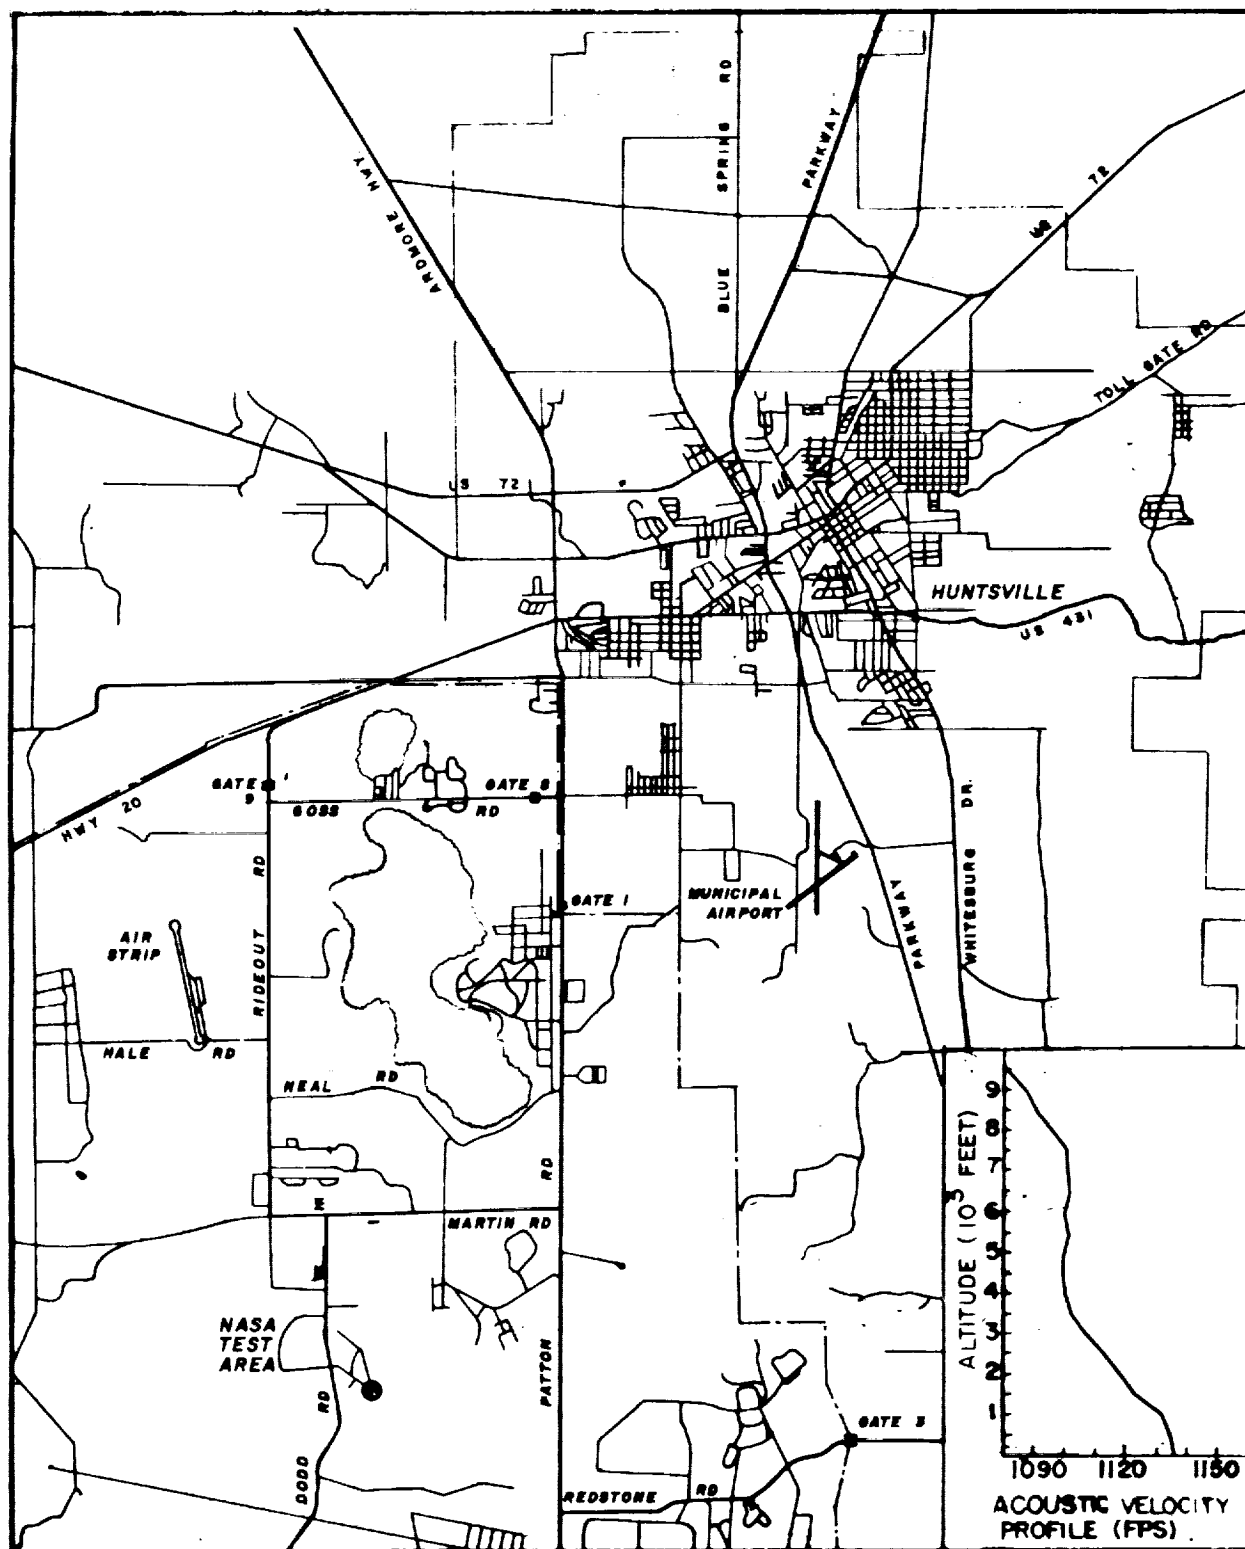 ARDMORE HWY
BLUE SPRING RD
PARKWAY
72
TOLL GATE RD
US 72
HUNTSVILLE
US 431
HWY 20
GATE 9
GOSS RD
GATE 8
GATE 1
MUNICIPAL
AIRPORT
PARKWAY
WHITESBURG DR.
AIR
STRIP
RIDEOUT RD
HALE RD
NEAL RD
MARTIN RD
NASA
TEST
AREA
DODD RD
PATTON RD
REDSTONE RD
GATE 3
ALTITUDE (10³ FEET)
9
8
7
6
5
4
3
2
1
1090 1120 1150
ACOUSTIC VELOCITY
PROFILE (FPS)